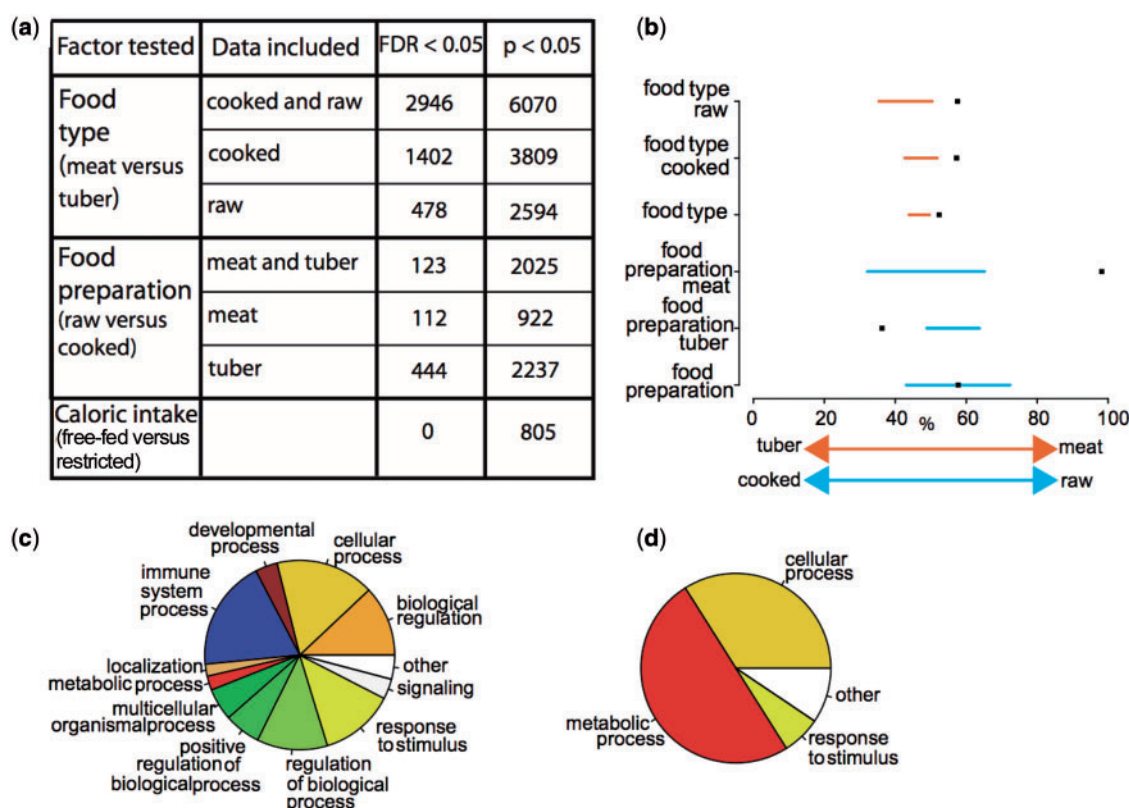 (a)
Factor tested Data included FDR < 0.05 p < 0.05
Food
type
(meat versus
tuber)
cooked and raw 2946 6070
cooked 1402 3809
raw 478 2594
Food
preparation
(raw versus
cooked)
meat and tuber 123 2025
meat 112 922
tuber 444 2237
Caloric intake
(free-fed versus
restricted)
0 805
(b)
food type
raw
food type
cooked
food type
food
preparation
meat
food
preparation
tuber
food
preparation
0 20 40 60 80 100
%
tuber meat
cooked raw
(c)
developmental
process
cellular
process
immune
system
process
biological
regulation
localization
metabolic process
multicellular
organismal process
positive
regulation of
biological process
regulation
of biological
process
response
to stimulus
signaling
other
(d)
cellular
process
metabolic
process
other
response
to stimulus